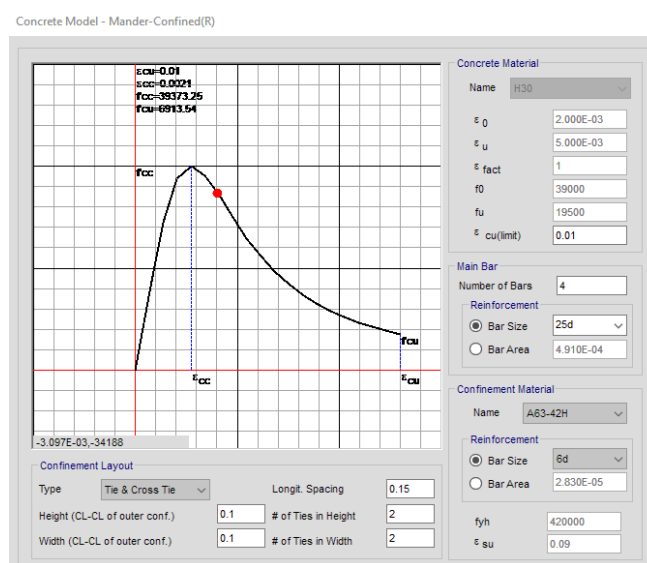 Concrete Model - Mander-Confined(R)
εcu=0.01
εcc=0.0021
fcc=39373.25
fcu=6913.54
fcc
fcu
εcc
εcu
-3.097E-03,-34188
Confinement Layout
Type Tie & Cross Tie Longit. Spacing 0.15
Height (CL-CL of outer conf.) 0.1 # of Ties in Height 2
Width (CL-CL of outer conf.) 0.1 # of Ties in Width 2
Concrete Material
Name H30
ε 0 2.000E-03
ε u 5.000E-03
ε fact 1
f0 39000
fu 19500
ε cu(limit) 0.01
Main Bar
Number of Bars 4
Reinforcement
Bar Size 25d
Bar Area 4.910E-04
Confinement Material
Name A63-42H
Reinforcement
Bar Size 6d
Bar Area 2.830E-05
fyh 420000
ε su 0.09